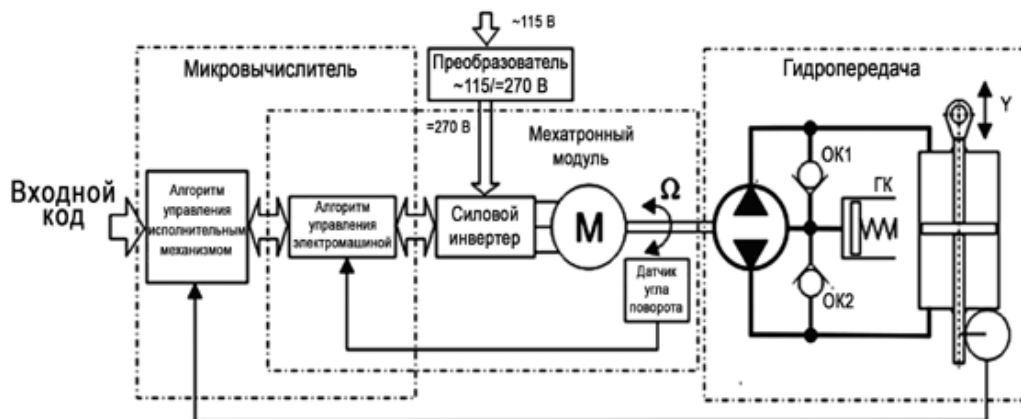 ~115 В
Микровычислитель
Преобразователь
~115/=270 В
Гидропередача
=270 В
Мехатронный
модуль
Y
ОК1
ГК
Входной
код
Алгоритм
управления
исполнительным
механизмом
Алгоритм
управления
электромашиной
Силовой
инвертер
М
Ω
Датчик
угла
поворота
ОК2